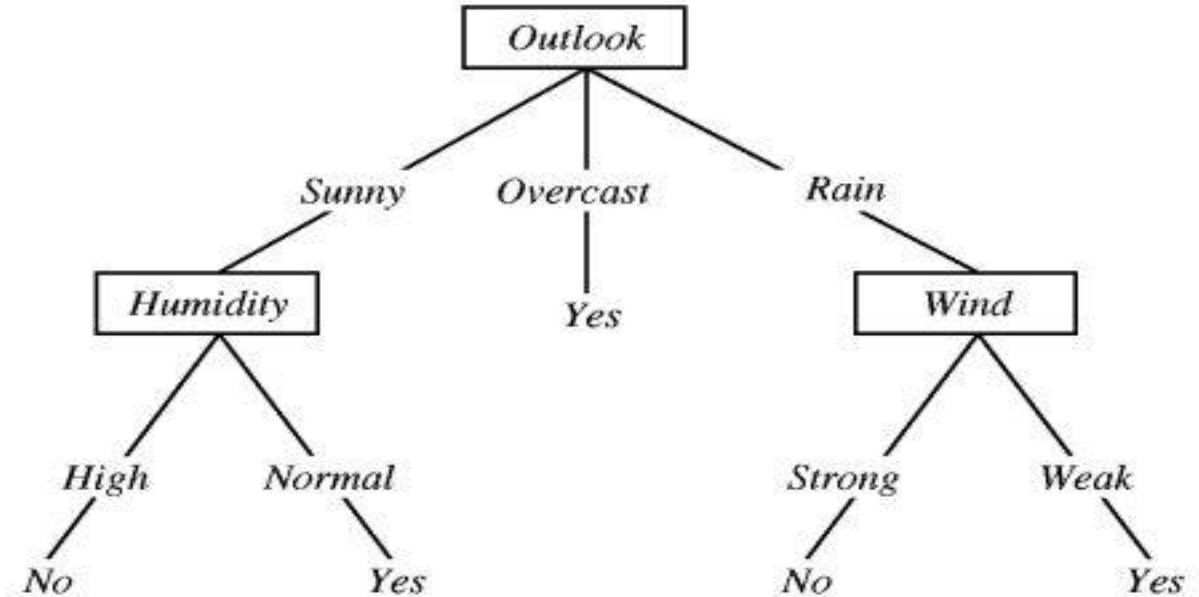 Outlook
Sunny Overcast Rain
Humidity Yes Wind
High Normal Strong Weak
No Yes No Yes